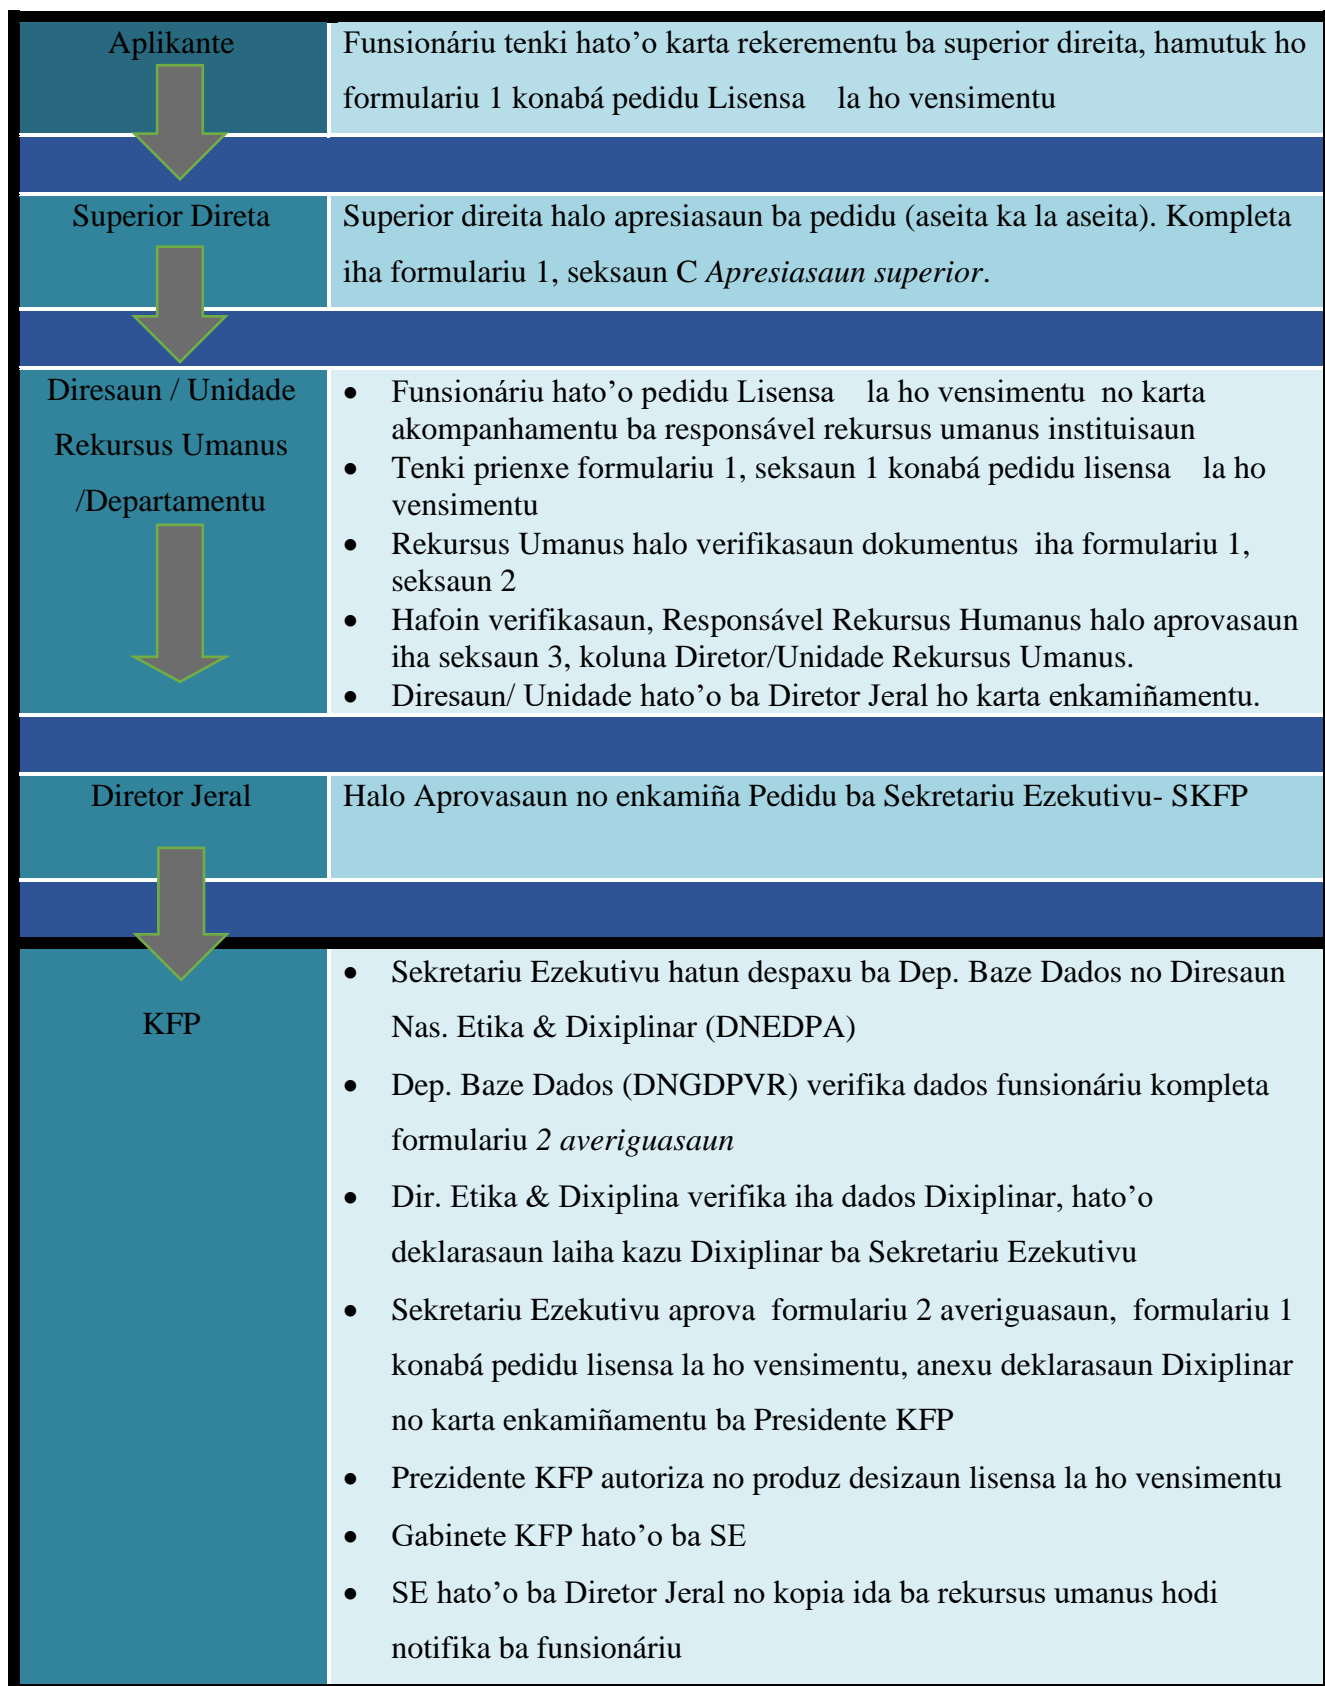 Aplikante
Funsionáriu tenki hato’o karta rekerementu ba superior direita, hamutuk ho
formulariu 1 konabá pedidu Lisensa la ho vensimentu
Superior Direta
Superior direita halo apresiasaun ba pedidu (aseita ka la aseita). Kompleta
iha formulariu 1, seksaun C Apresiasaun superior.
Diresaun / Unidade
Rekursus Umanus
/Departamentu
• Funsionáriu hato’o pedidu Lisensa la ho vensimentu no karta
akompanhamentu ba responsável rekursus umanus instituisaun
• Tenki prienxe formulariu 1, seksaun 1 konabá pedidu lisensa la ho
vensimentu
• Rekursus Umanus halo verifikasaun dokumentus iha formulariu 1,
seksaun 2
• Hafoin verifikasaun, Responsável Rekursus Humanus halo aprovasaun
iha seksaun 3, koluna Diretor/Unidade Rekursus Umanus.
• Diresaun/ Unidade hato’o ba Diretor Jeral ho karta enkamiñamentu.
Diretor Jeral
Halo Aprovasaun no enkamiña Pedidu ba Sekretariu Ezekutivu- SKFP
KFP
• Sekretariu Ezekutivu hatun despaxu ba Dep. Baze Dados no Diresaun
Nas. Etika & Dixiplinar (DNEDPA)
• Dep. Baze Dados (DNGDPVR) verifika dados funsionáriu kompleta
formulariu 2 averiguasaun
• Dir. Etika & Dixiplina verifika iha dados Dixiplinar, hato’o
deklarasaun laiha kazu Dixiplinar ba Sekretariu Ezekutivu
• Sekretariu Ezekutivu aprova formulariu 2 averiguasaun, formulariu 1
konabá pedidu lisensa la ho vensimentu, anexu deklarasaun Dixiplinar
no karta enkamiñamentu ba Presidente KFP
• Prezidente KFP autoriza no produz desizaun lisensa la ho vensimentu
• Gabinete KFP hato’o ba SE
• SE hato’o ba Diretor Jeral no kopia ida ba rekursus umanus hodi
notifika ba funsionáriu